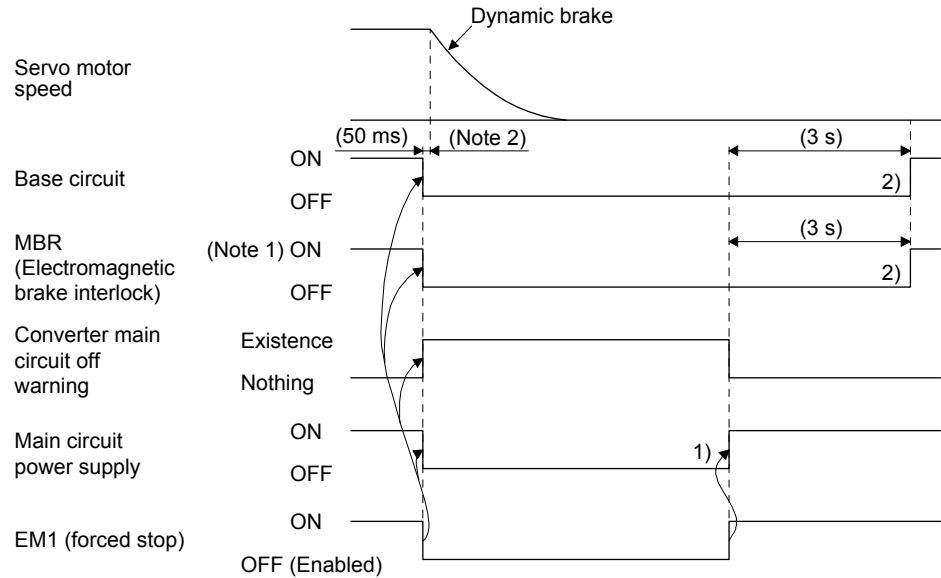 Dynamic brake
Servo motor
speed
(50 ms)
(Note 2)
(3 s)
Base circuit
ON
OFF
2)
MBR
(Electromagnetic
brake interlock)
(Note 1) ON
OFF
(3 s)
2)
Converter main
circuit off
warning
Existence
Nothing
Main circuit
power supply
ON
OFF
1)
EM1 (forced stop)
ON
OFF (Enabled)